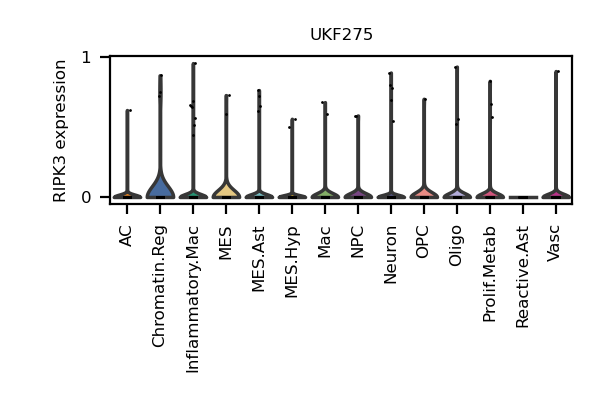 UKF275
RIPK3 expression
1
0
AC
Chromatin.Reg
Inflammatory.Mac
MES
MES.Ast
MES.Hyp
Mac
NPC
Neuron
OPC
Oligo
Prolif.Metab
Reactive.Ast
Vasc